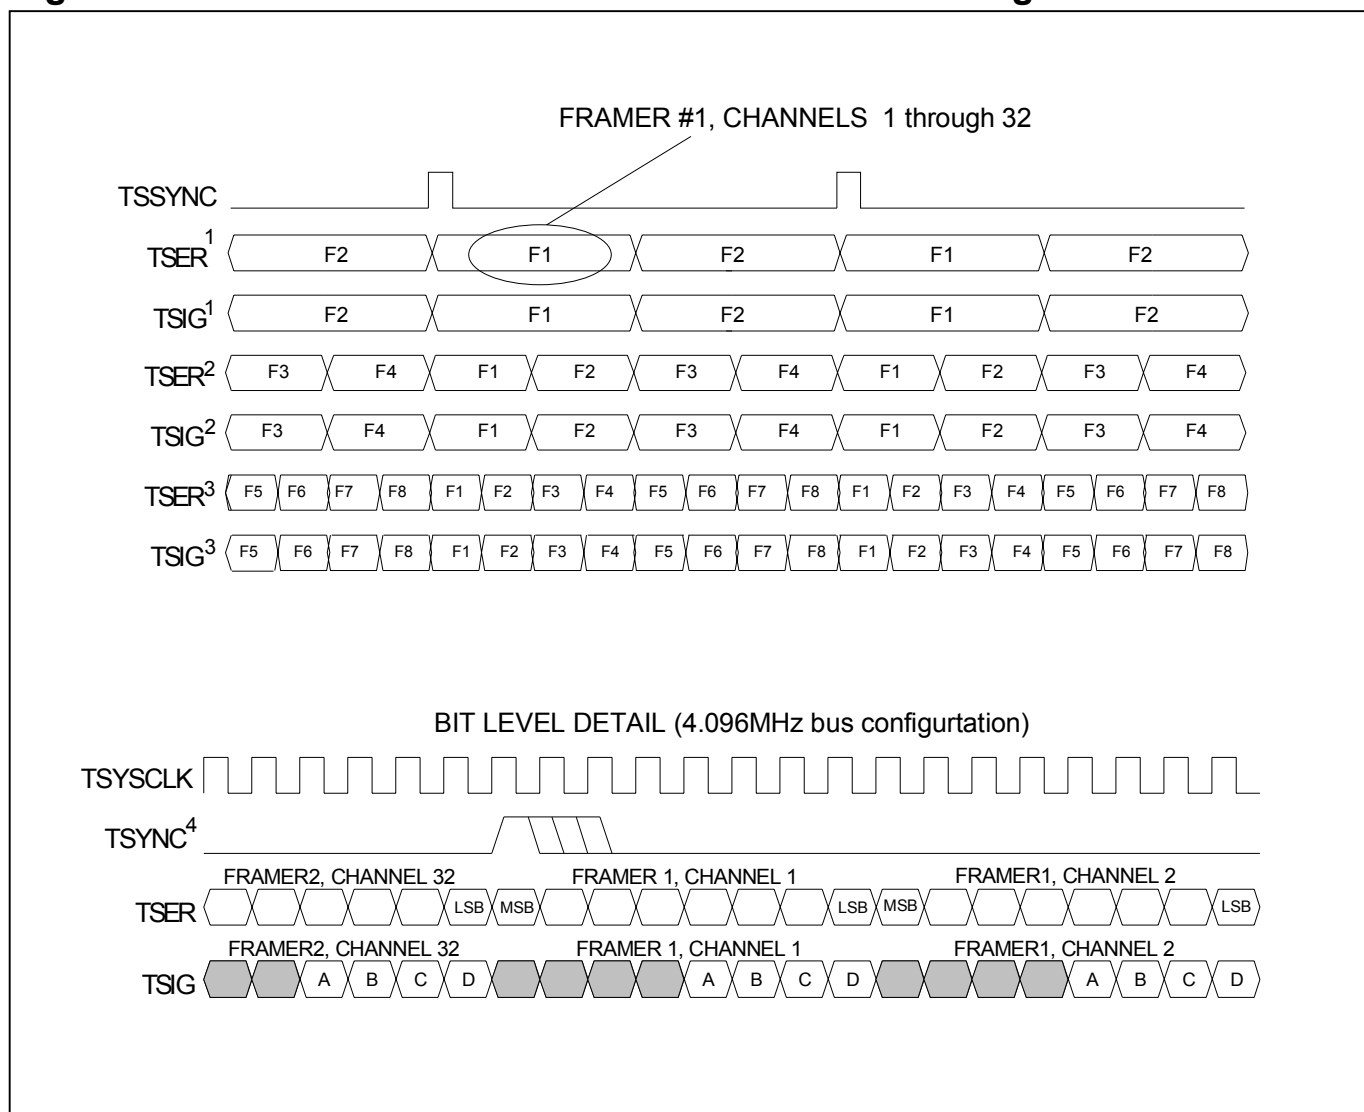 FRAMER #1, CHANNELS 1 through 32
TSSYNC
TSER1 F2 F1 F2 F1 F2
TSIG1 F2 F1 F2 F1 F2
TSER2 F3 F4 F1 F2 F3 F4 F1 F2 F3 F4
TSIG2 F3 F4 F1 F2 F3 F4 F1 F2 F3 F4
TSER3 F5 F6 F7 F8 F1 F2 F3 F4 F5 F6 F7 F8 F1 F2 F3 F4 F5 F6 F7 F8
TSIG3 F5 F6 F7 F8 F1 F2 F3 F4 F5 F6 F7 F8 F1 F2 F3 F4 F5 F6 F7 F8
BIT LEVEL DETAIL (4.096MHz bus configurtation)
TSYSCLK
TSYNC4
FRAMER2, CHANNEL 32 FRAMER 1, CHANNEL 1 FRAMER1, CHANNEL 2
TSER LSB MSB LSB MSB LSB
FRAMER2, CHANNEL 32 FRAMER 1, CHANNEL 1 FRAMER1, CHANNEL 2
TSIG A B C D A B C D A B C D